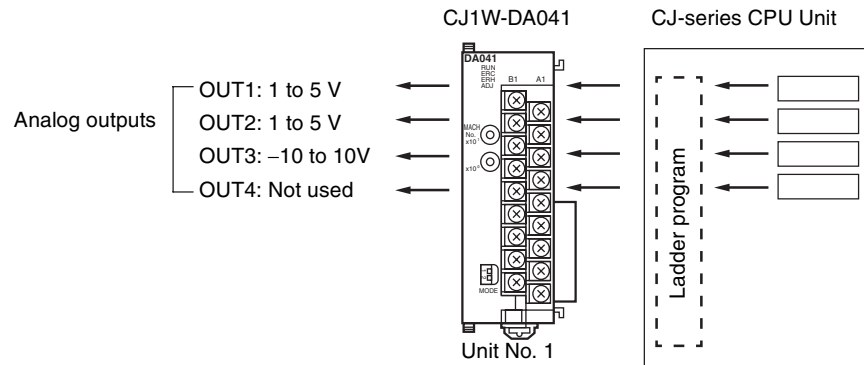 CJ1W-DA041
CJ-series CPU Unit
DA041
RUN
ERC
ERH
ADJ
B1 A1
MACH
No.
x10¹
x10⁰
MODE
Analog outputs
OUT1: 1 to 5 V
OUT2: 1 to 5 V
OUT3: −10 to 10V
OUT4: Not used
Ladder program
Unit No. 1